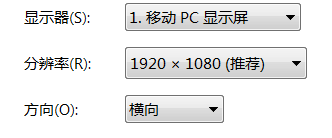 显示器(S): 1. 移动 PC 显示屏
分辨率(R): 1920 × 1080 (推荐)
方向(O): 横向